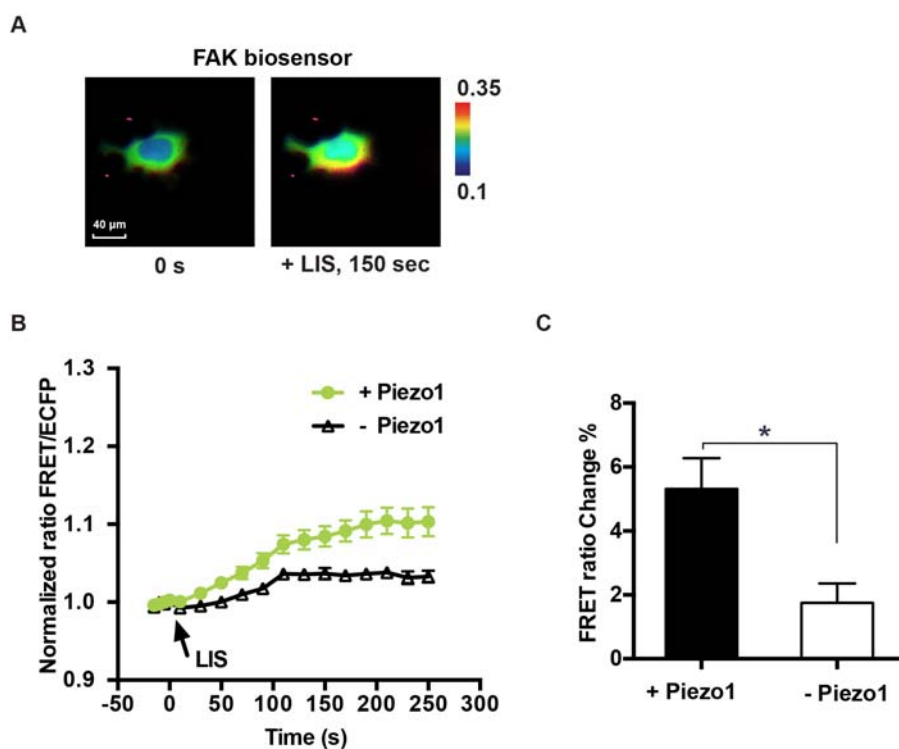 A
FAK biosensor
0.35
0.1
40 µm
0 s
+ LIS, 150 sec
B
Normalized ratio FRET/ECFP
1.3
1.2
1.1
1.0
0.9
+ Piezo1
- Piezo1
LIS
-50 0 50 100 150 200 250 300
Time (s)
C
FRET ratio Change %
8
6
4
2
0
*
+ Piezo1 - Piezo1